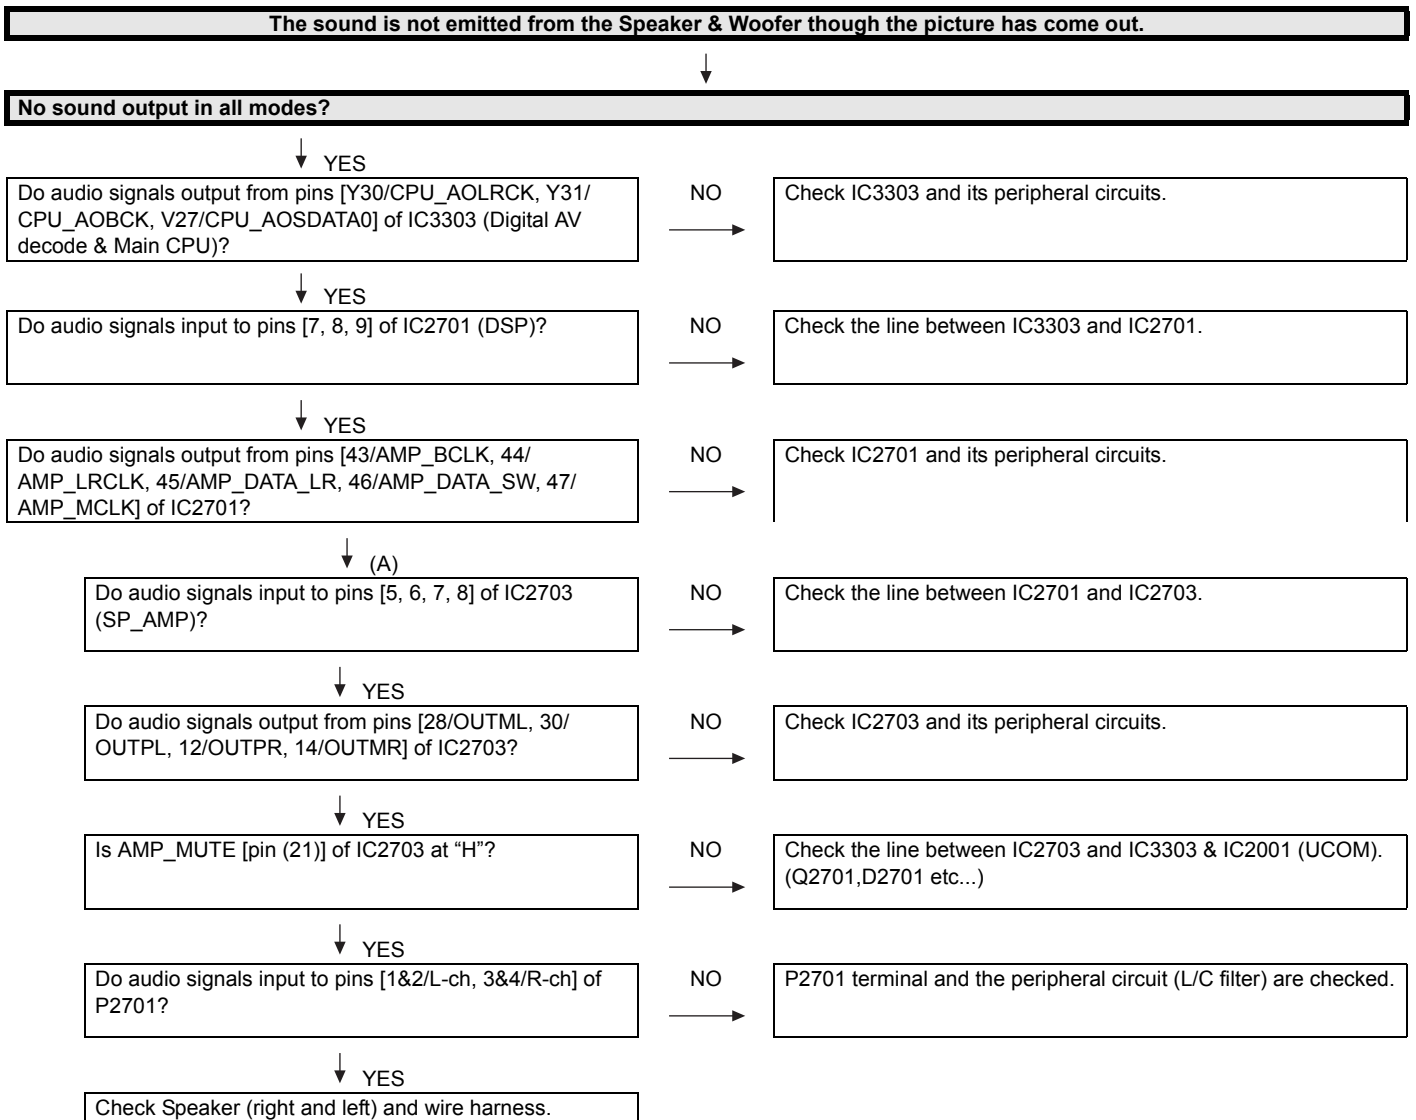 The sound is not emitted from the Speaker & Woofer though the picture has come out.
No sound output in all modes?
YES
Do audio signals output from pins [Y30/CPU_AOLRCK, Y31/
CPU_AOBCK, V27/CPU_AOSDATA0] of IC3303 (Digital AV
decode & Main CPU)?
NO
Check IC3303 and its peripheral circuits.
YES
Do audio signals input to pins [7, 8, 9] of IC2701 (DSP)?
NO
Check the line between IC3303 and IC2701.
YES
Do audio signals output from pins [43/AMP_BCLK, 44/
AMP_LRCLK, 45/AMP_DATA_LR, 46/AMP_DATA_SW, 47/
AMP_MCLK] of IC2701?
NO
Check IC2701 and its peripheral circuits.
(A)
Do audio signals input to pins [5, 6, 7, 8] of IC2703
(SP_AMP)?
NO
Check the line between IC2701 and IC2703.
YES
Do audio signals output from pins [28/OUTML, 30/
OUTPL, 12/OUTPR, 14/OUTMR] of IC2703?
NO
Check IC2703 and its peripheral circuits.
YES
Is AMP_MUTE [pin (21)] of IC2703 at “H”?
NO
Check the line between IC2703 and IC3303 & IC2001 (UCOM).
(Q2701,D2701 etc...)
YES
Do audio signals input to pins [1&2/L-ch, 3&4/R-ch] of
P2701?
NO
P2701 terminal and the peripheral circuit (L/C filter) are checked.
YES
Check Speaker (right and left) and wire harness.